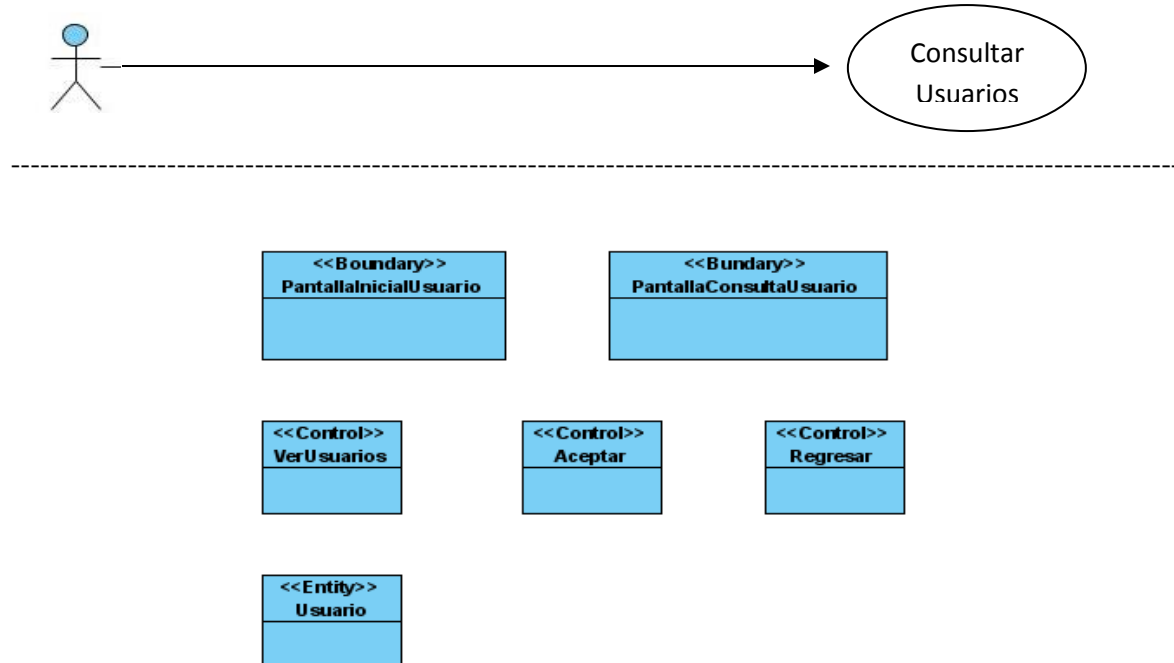 Consultar
Usuarios
<<Boundary>>
PantallaInicialUsuario
<<Bundary>>
PantallaConsultaUsuario
<<Control>>
VerUsuarios
<<Control>>
Aceptar
<<Control>>
Regresar
<<Entity>>
Usuario